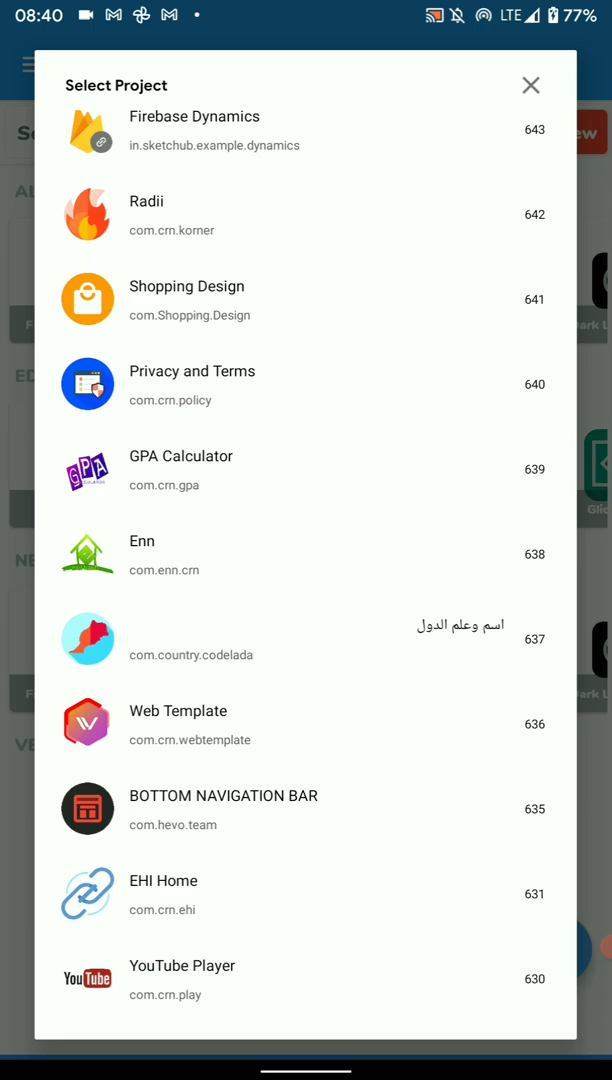 08:40
LTE 77%
Select Project
Firebase Dynamics
in.sketchub.example.dynamics
643
Radii
com.crn.korner
642
Shopping Design
com.Shopping.Design
641
Privacy and Terms
com.crn.policy
640
GPA
GPA Calculator
com.crn.gpa
639
Enn
com.enn.crn
638
اسم وعلم الدول
com.country.codelada
637
Web Template
com.crn.webtemplate
636
BOTTOM NAVIGATION BAR
com.hevo.team
635
EHI Home
com.crn.ehi
631
YouTube
YouTube Player
com.crn.play
630